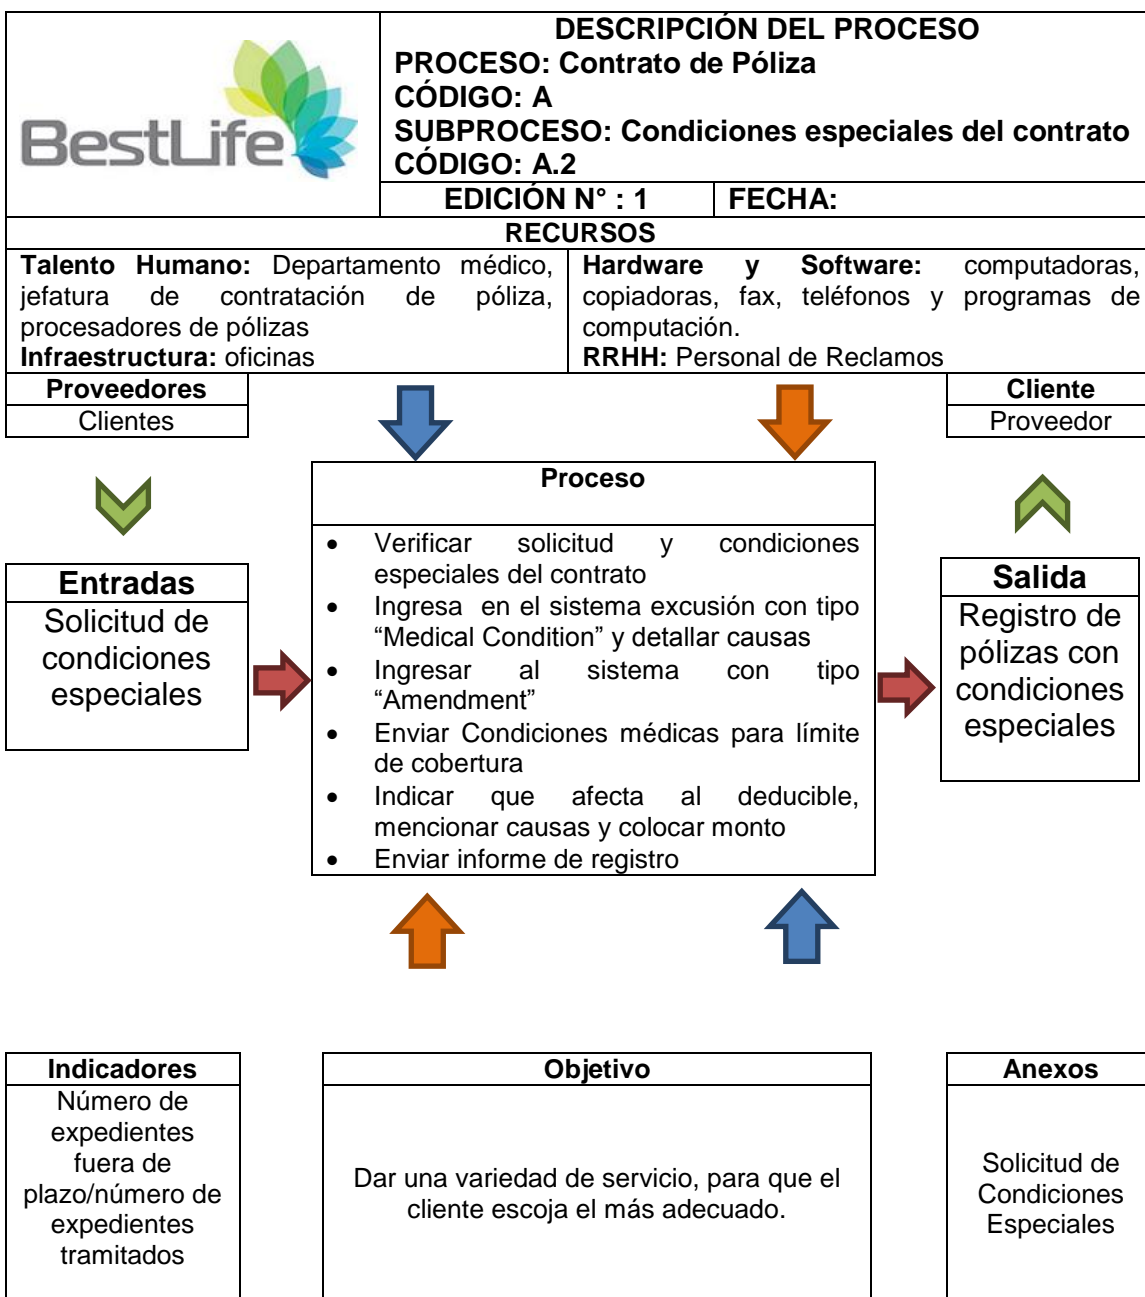 BestLife
DESCRIPCIÓN DEL PROCESO
PROCESO: Contrato de Póliza
CÓDIGO: A
SUBPROCESO: Condiciones especiales del contrato
CÓDIGO: A.2
EDICIÓN N° : 1
FECHA:
RECURSOS
Talento Humano: Departamento médico,
jefatura de contratación de póliza,
procesadores de pólizas
Infraestructura: oficinas
Hardware y Software: computadoras,
copiadoras, fax, teléfonos y programas de
computación.
RRHH: Personal de Reclamos
Proveedores
Clientes
Cliente
Proveedor
Entradas
Solicitud de
condiciones
especiales
Proceso
• Verificar solicitud y condiciones
especiales del contrato
• Ingresa en el sistema excusión con tipo
“Medical Condition” y detallar causas
• Ingresar al sistema con tipo
“Amendment”
• Enviar Condiciones médicas para límite
de cobertura
• Indicar que afecta al deducible,
mencionar causas y colocar monto
• Enviar informe de registro
Salida
Registro de
pólizas con
condiciones
especiales
Indicadores
Número de
expedientes
fuera de
plazo/número de
expedientes
tramitados
Objetivo
Dar una variedad de servicio, para que el
cliente escoja el más adecuado.
Anexos
Solicitud de
Condiciones
Especiales